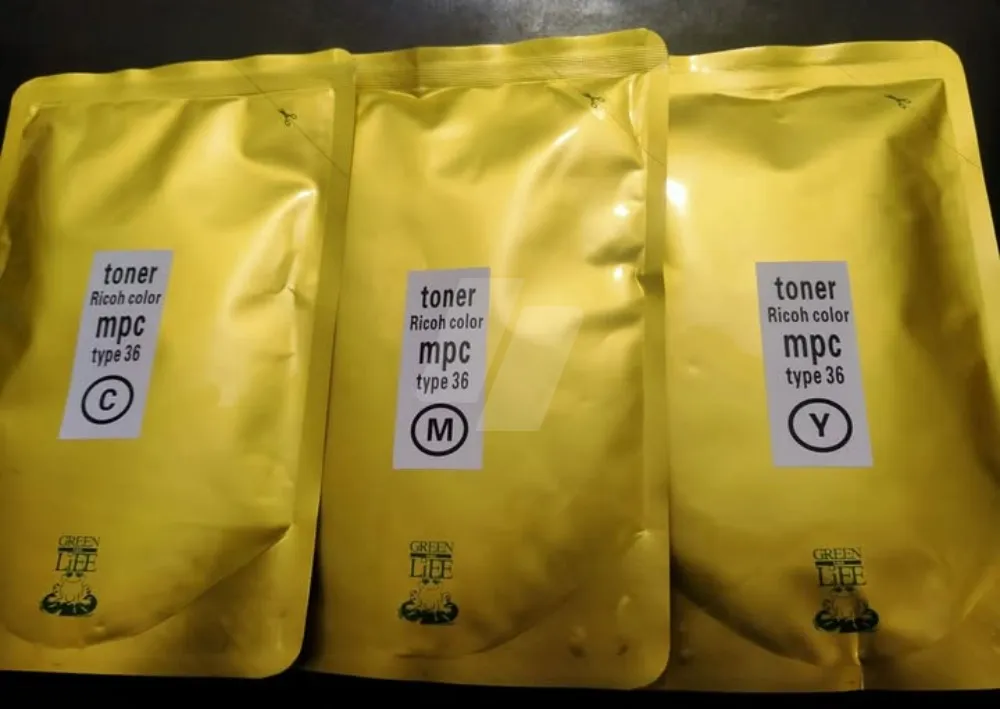 toner
Ricoh color
mpc
type 36
C
GREEN
LiFE
toner
Ricoh color
mpc
type 36
M
GREEN
LiFE
toner
Ricoh color
mpc
type 36
Y
GREEN
LiFE